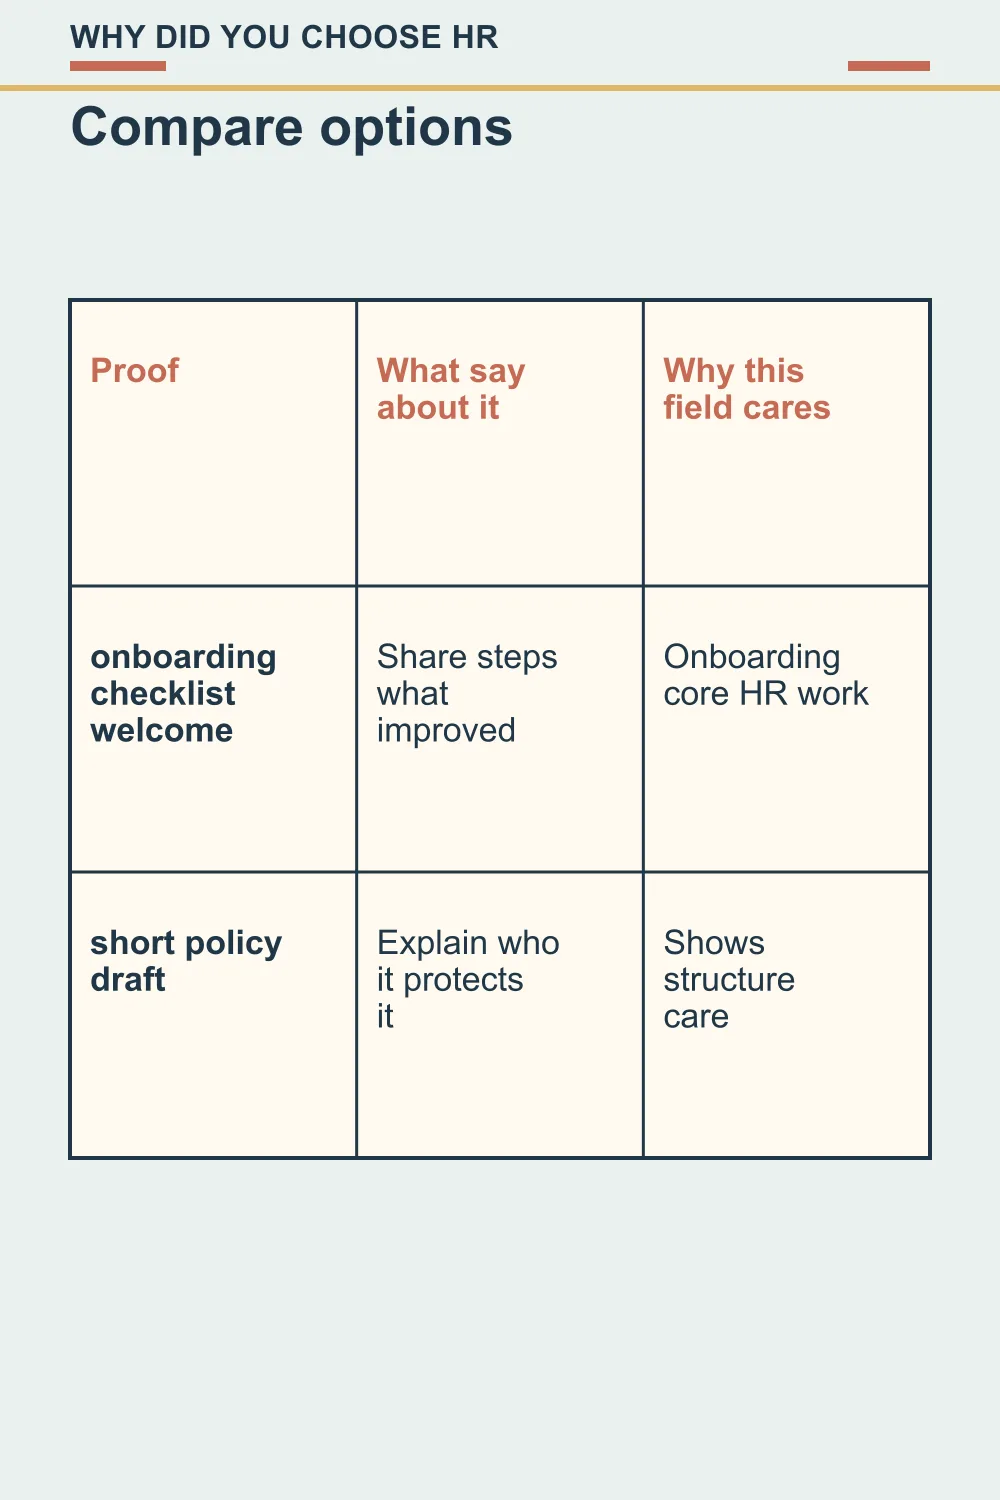 WHY DID YOU CHOOSE HR
Compare options
Proof
What say
about it
Why this
field cares
onboarding
checklist
welcome
Share steps
what
improved
Onboarding
core HR work
short policy
draft
Explain who
it protects
it
Shows
structure
care